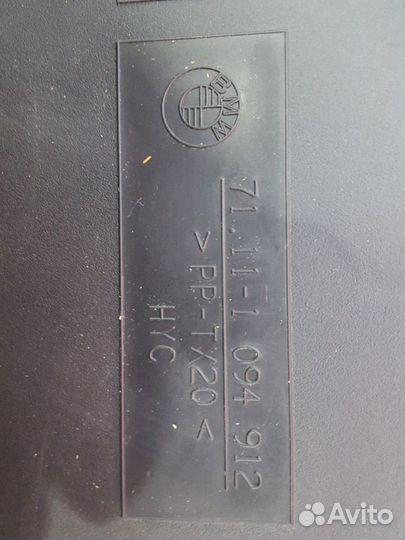 BMW
71.11-1 094 912
> PP-TX20 <
HYC
Avito